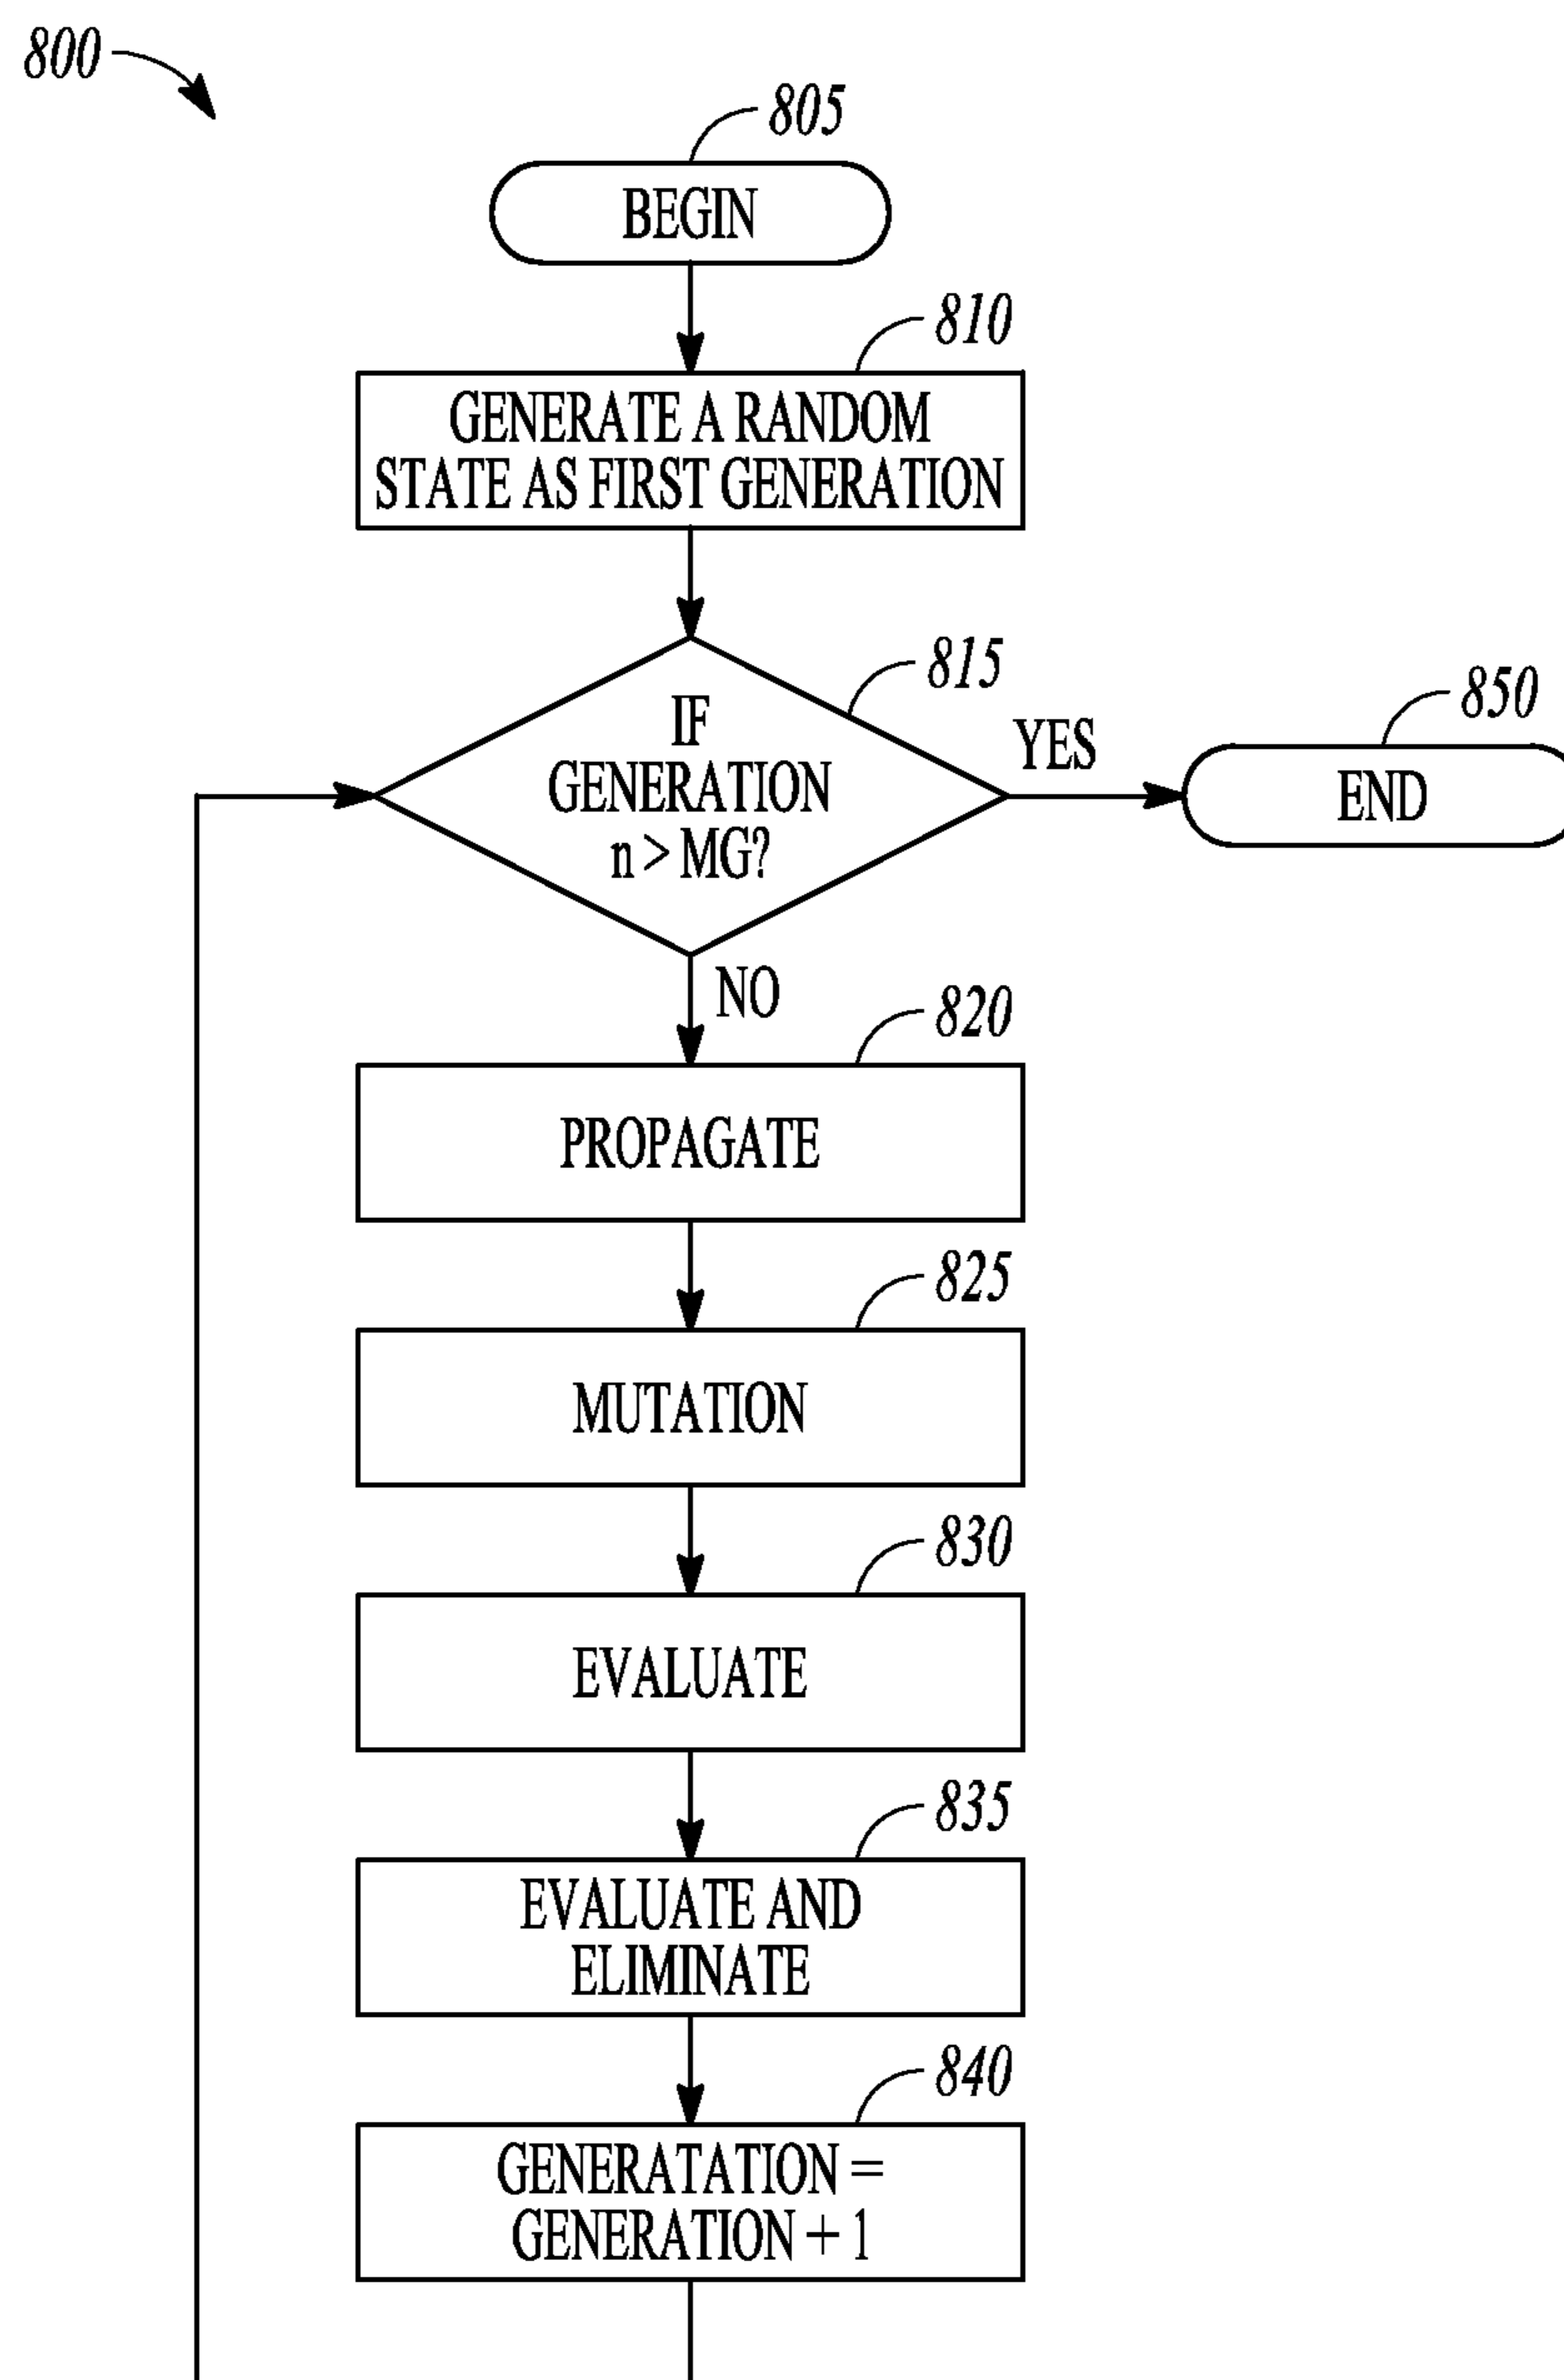 800
805
BEGIN
810
GENERATE A RANDOM
STATE AS FIRST GENERATION
815
IF
GENERATION
n > MG?
YES
850
END
NO
820
PROPAGATE
825
MUTATION
830
EVALUATE
835
EVALUATE AND
ELIMINATE
840
GENERATATION =
GENERATION + 1